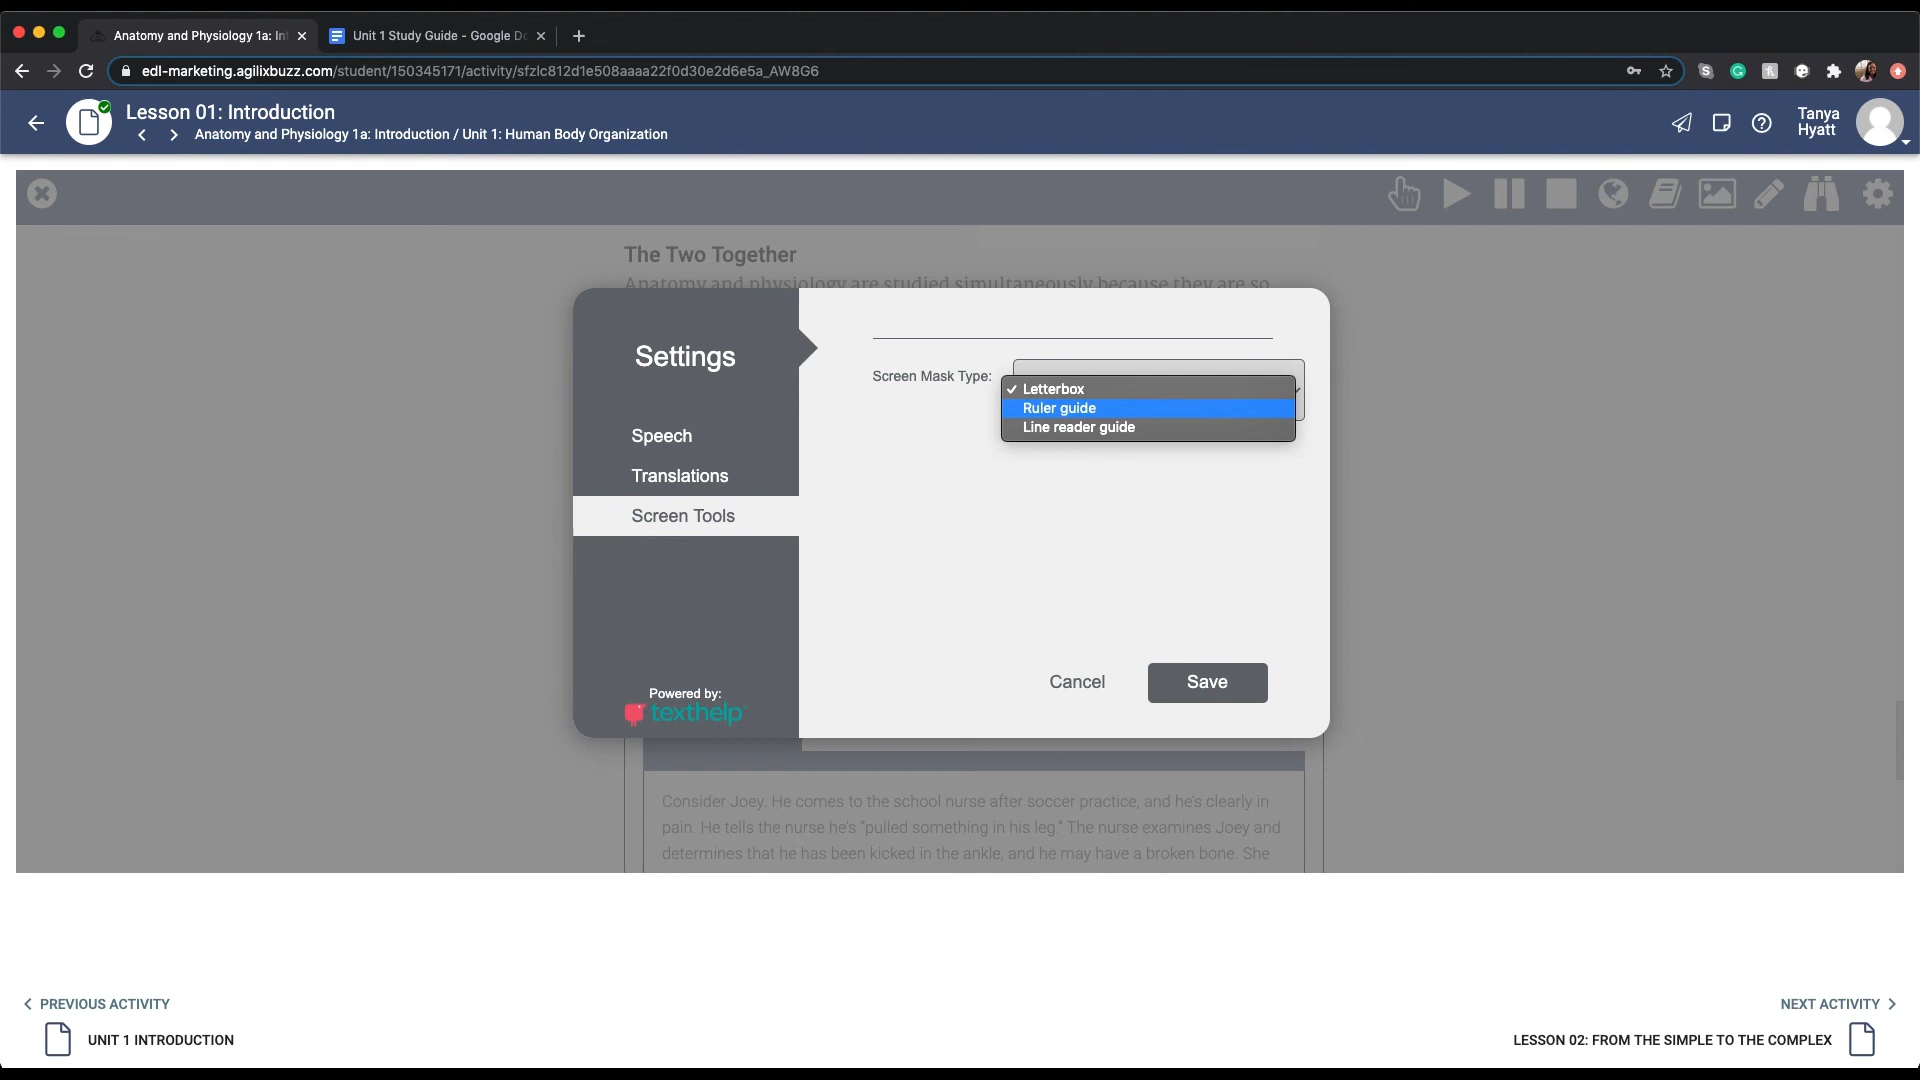 Anatomy and Physiology 1a: Int
Unit 1 Study Guide - Google Do
edl-marketing.agilixbuzz.com/student/150345171/activity/sfzlc812d1e508aaaa22f0d30e2d6e5a_AW8G6
Lesson 01: Introduction
Anatomy and Physiology 1a: Introduction / Unit 1: Human Body Organization
Tanya
Hyatt
The Two Together
Anatomy and physiology are studied simultaneously because they are so
Settings
Screen Mask Type:
Letterbox
Ruler guide
Line reader guide
Speech
Translations
Screen Tools
Cancel
Save
Powered by:
texthelp
Consider Joey. He comes to the school nurse after soccer practice, and he's clearly in
pain. He tells the nurse he's "pulled something in his leg." The nurse examines Joey and
determines that he has been kicked in the ankle, and he may have a broken bone. She
PREVIOUS ACTIVITY
NEXT ACTIVITY
UNIT 1 INTRODUCTION
LESSON 02: FROM THE SIMPLE TO THE COMPLEX